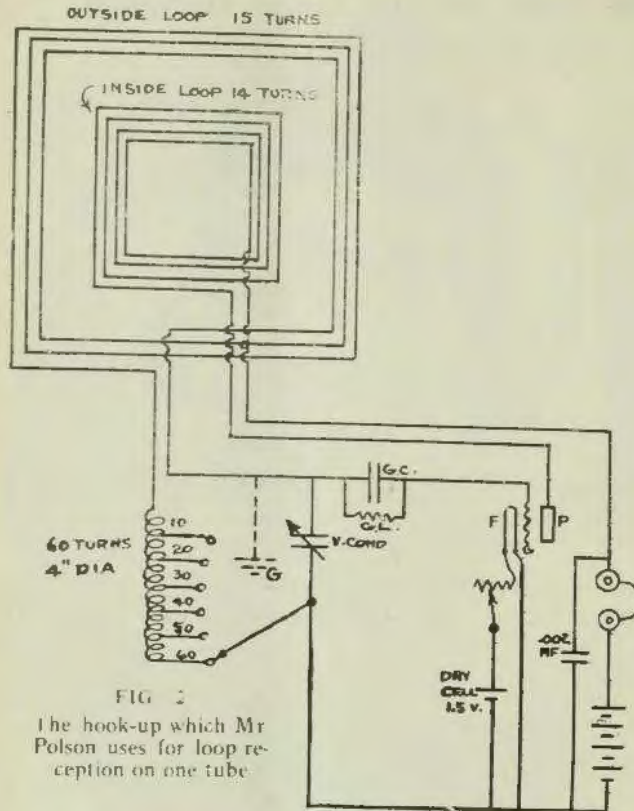 OUTSIDE LOOP 15 TURNS
INSIDE LOOP 14 TURNS
G.C.
G.L.
F
P
10
20
30
40
50
60
60 TURNS
4" DIA
G
V.COND
.002
MF
DRY
CELL
1.5 V.
FIG 2
The hook-up which Mr
Polson uses for loop re-
ception on one tube